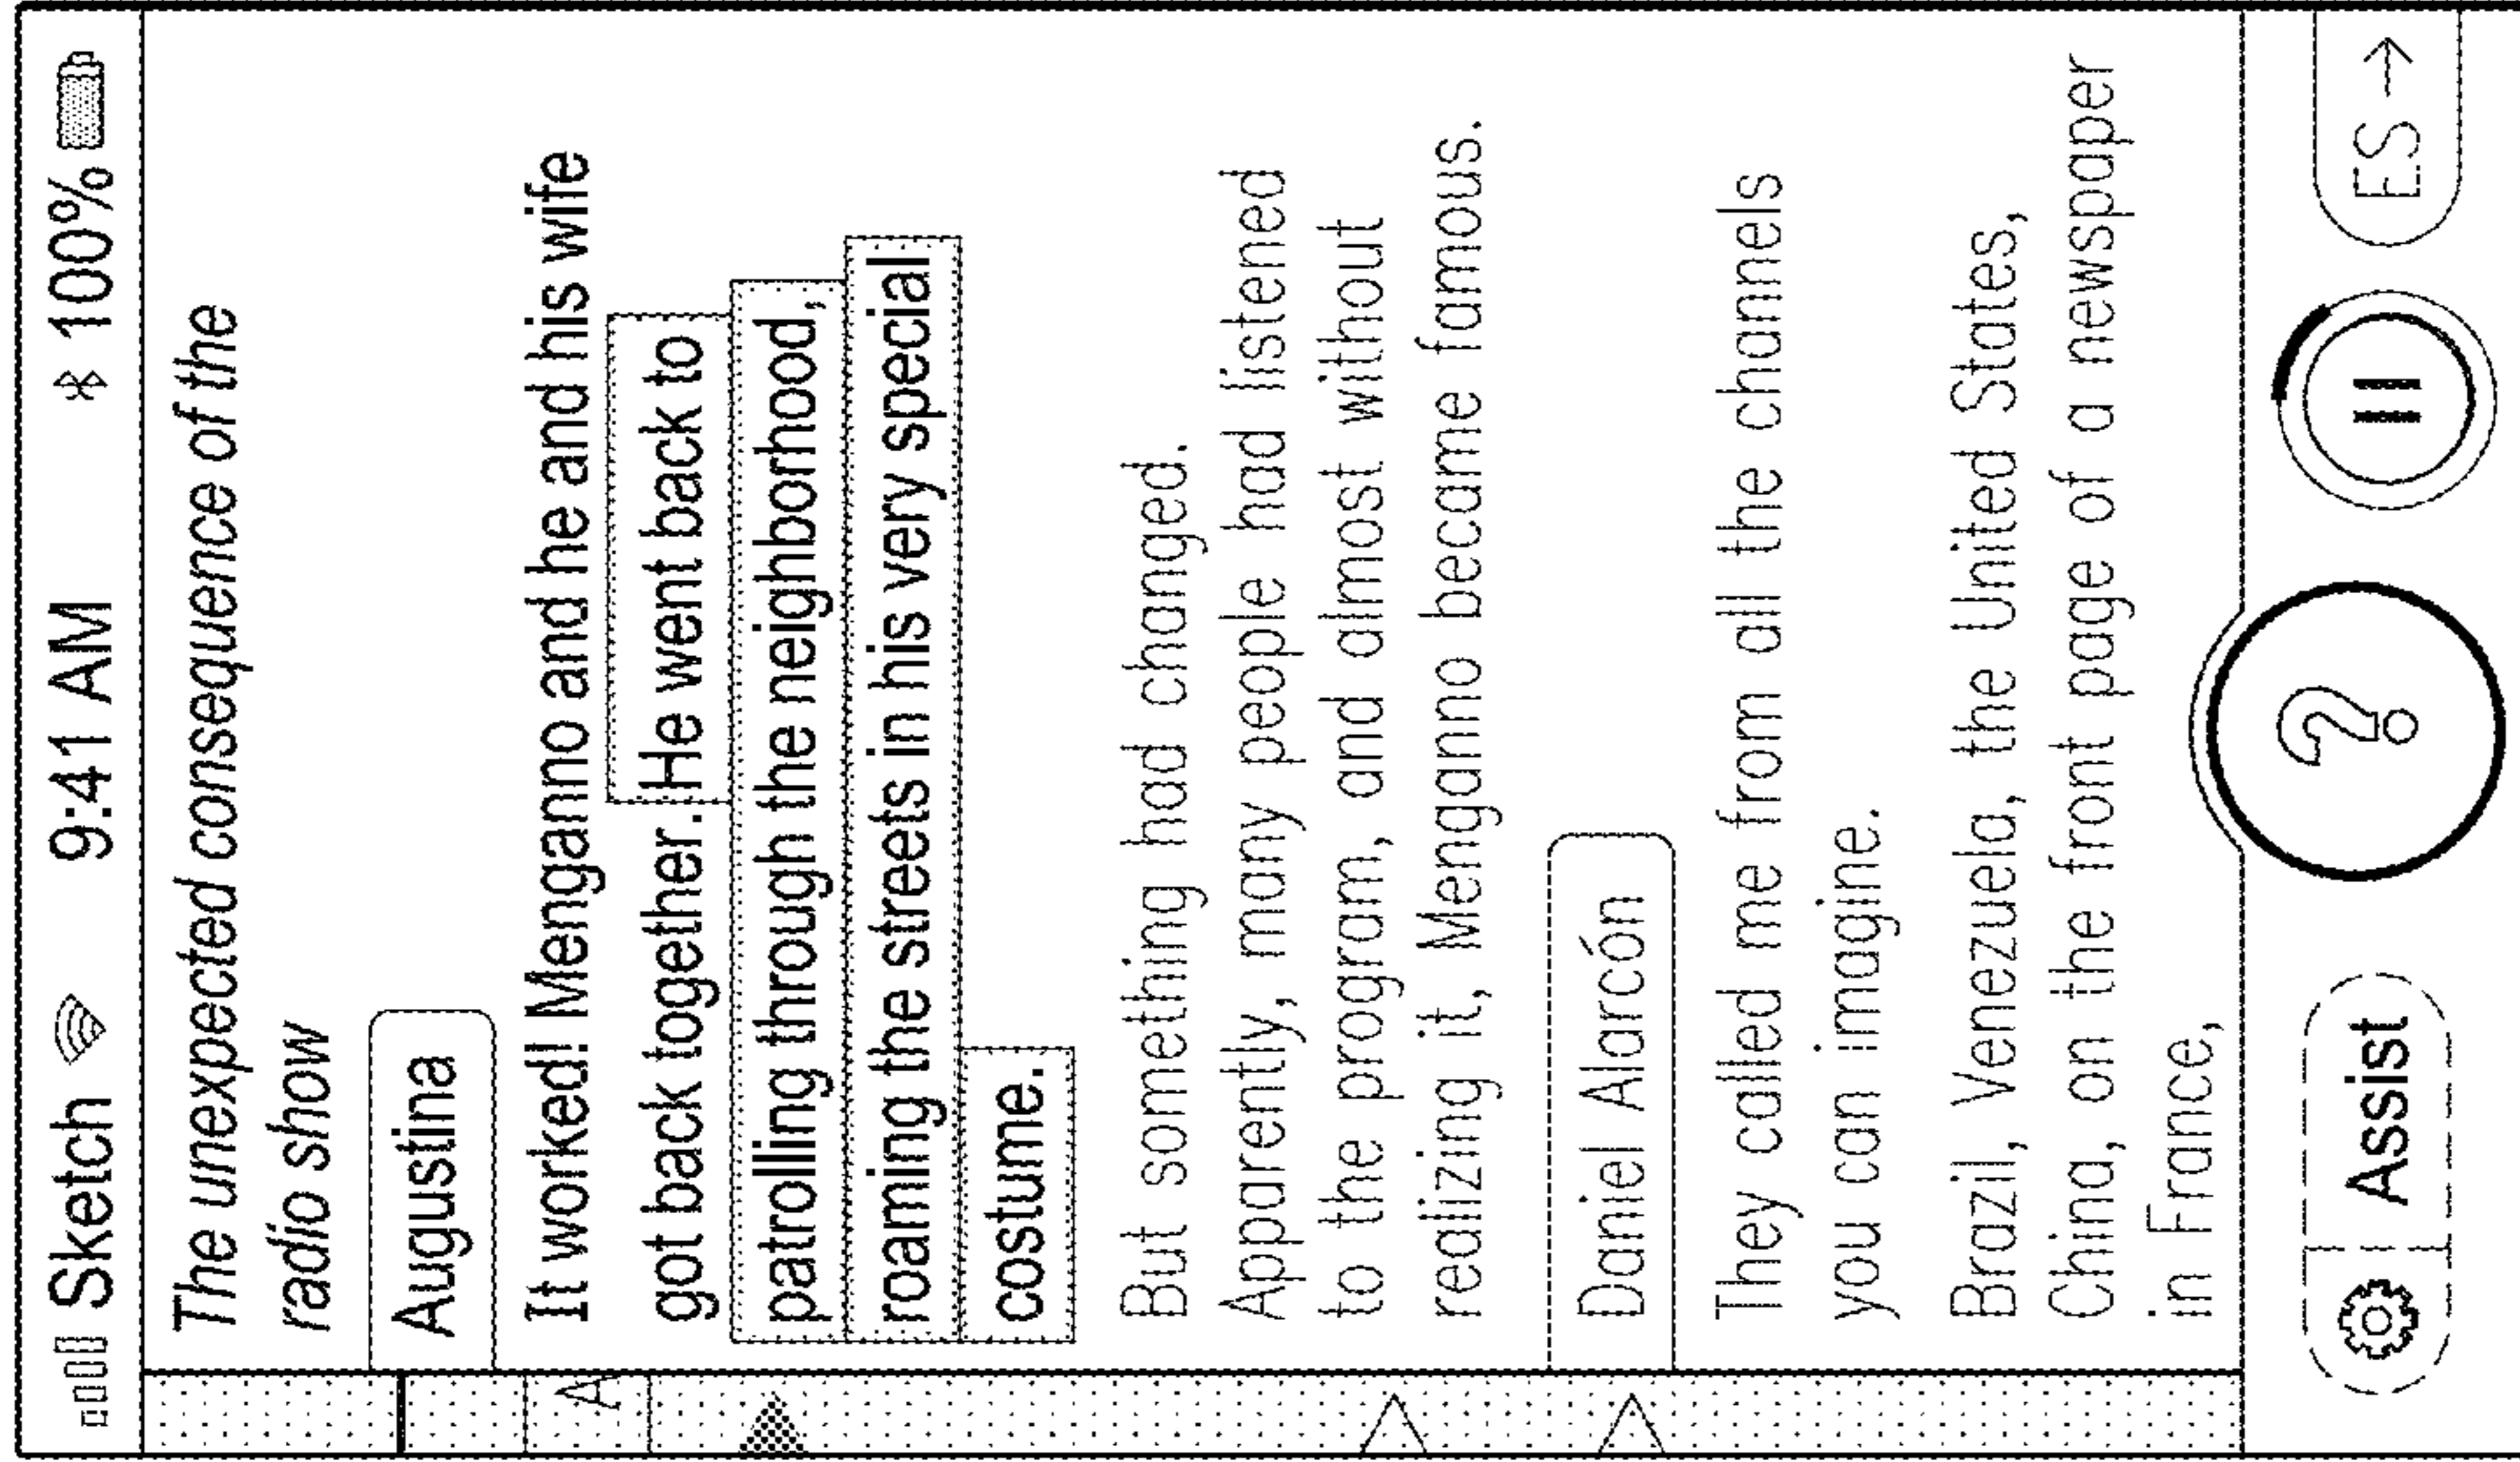 Sketch 9:41 AM 100%
The unexpected consequence of the
radio show
Augustina
A
It worked! Menganno and he and his wife
got back together. He went back to
patrolling through the neighborhood,
roaming the streets in his very special
costume.
But something had changed.
Apparently, many people had listened
to the program, and almost without
realizing it, Menganno became famous.
Daniel Alarcón
They called me from all the channels
you can imagine.
Brazil, Venezuela, the United States,
China, on the front page of a newspaper
in France,
Assist ? ES →